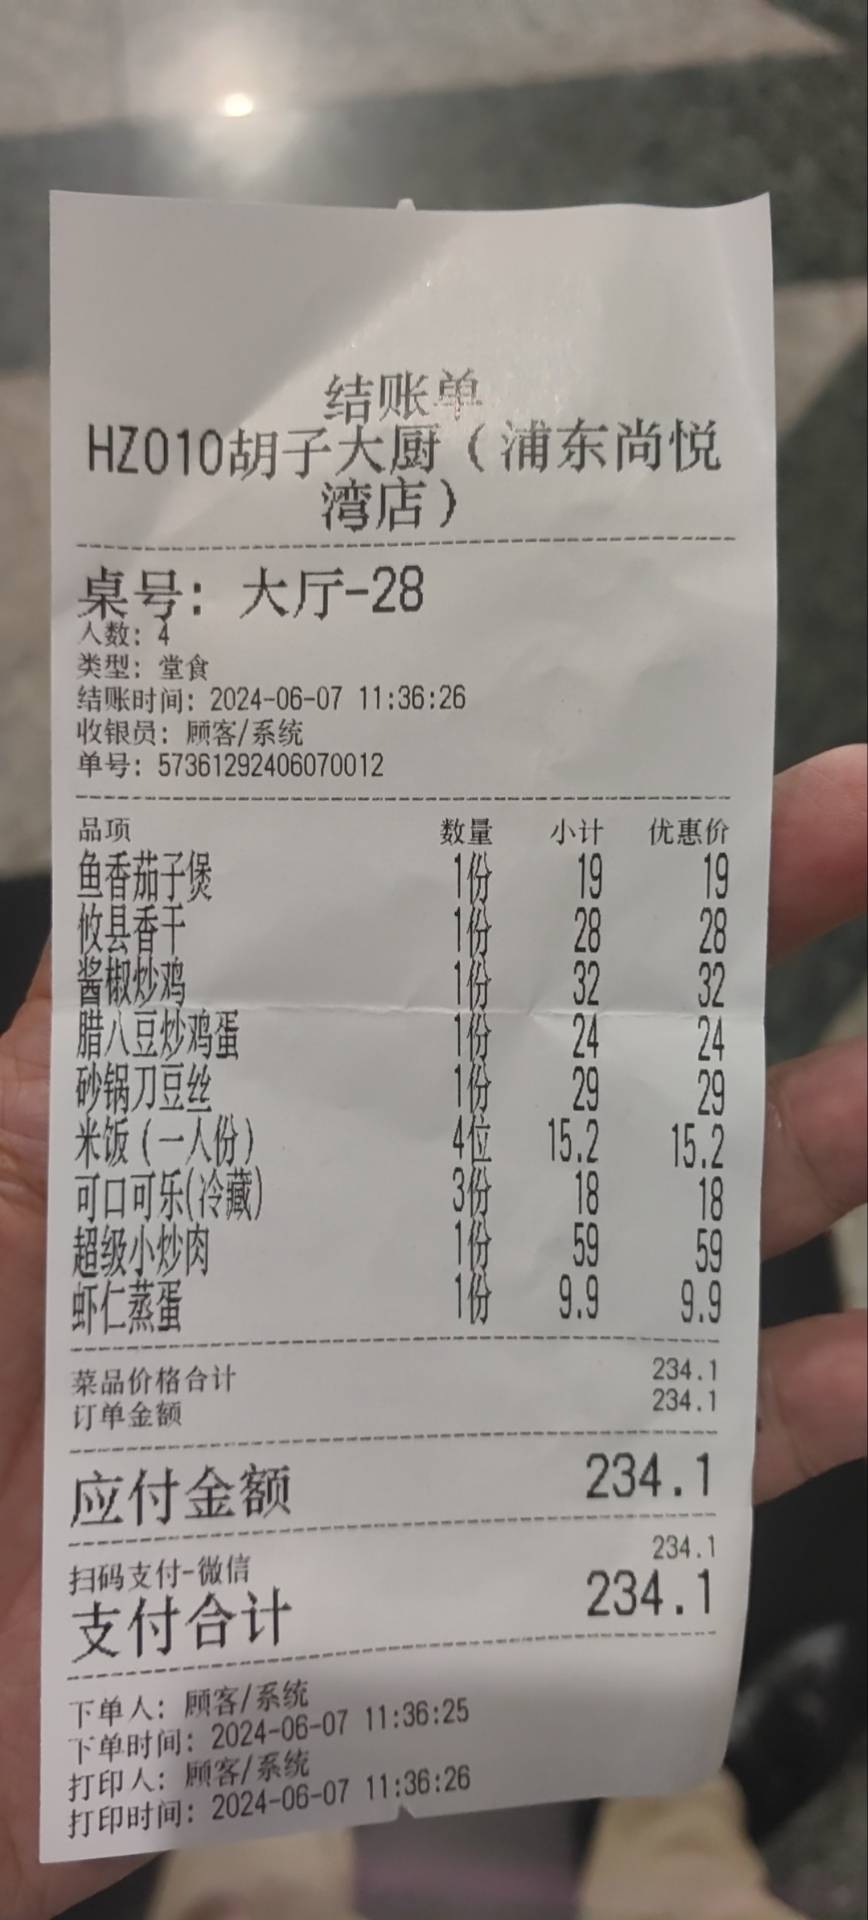 结账单
HZ010胡子大厨（浦东尚悦
湾店）
桌号：大厅-28
人数：4
类型：堂食
结账时间：2024-06-07 11:36:26
收银员：顾客/系统
单号：57361292406070012
品项 数量 小计 优惠价
鱼香茄子煲 1份 19 19
攸县香干 1份 28 28
酱椒炒鸡 1份 32 32
腊八豆炒鸡蛋 1份 24 24
砂锅刀豆丝 1份 29 29
米饭（一人份） 4位 15.2 15.2
可口可乐(冷藏) 3份 18 18
超级小炒肉 1份 59 59
虾仁蒸蛋 1份 9.9 9.9
菜品价格合计 234.1
订单金额 234.1
应付金额 234.1
扫码支付-微信 234.1
支付合计 234.1
下单人：顾客/系统
下单时间：2024-06-07 11:36:25
打印人：顾客/系统
打印时间：2024-06-07 11:36:26